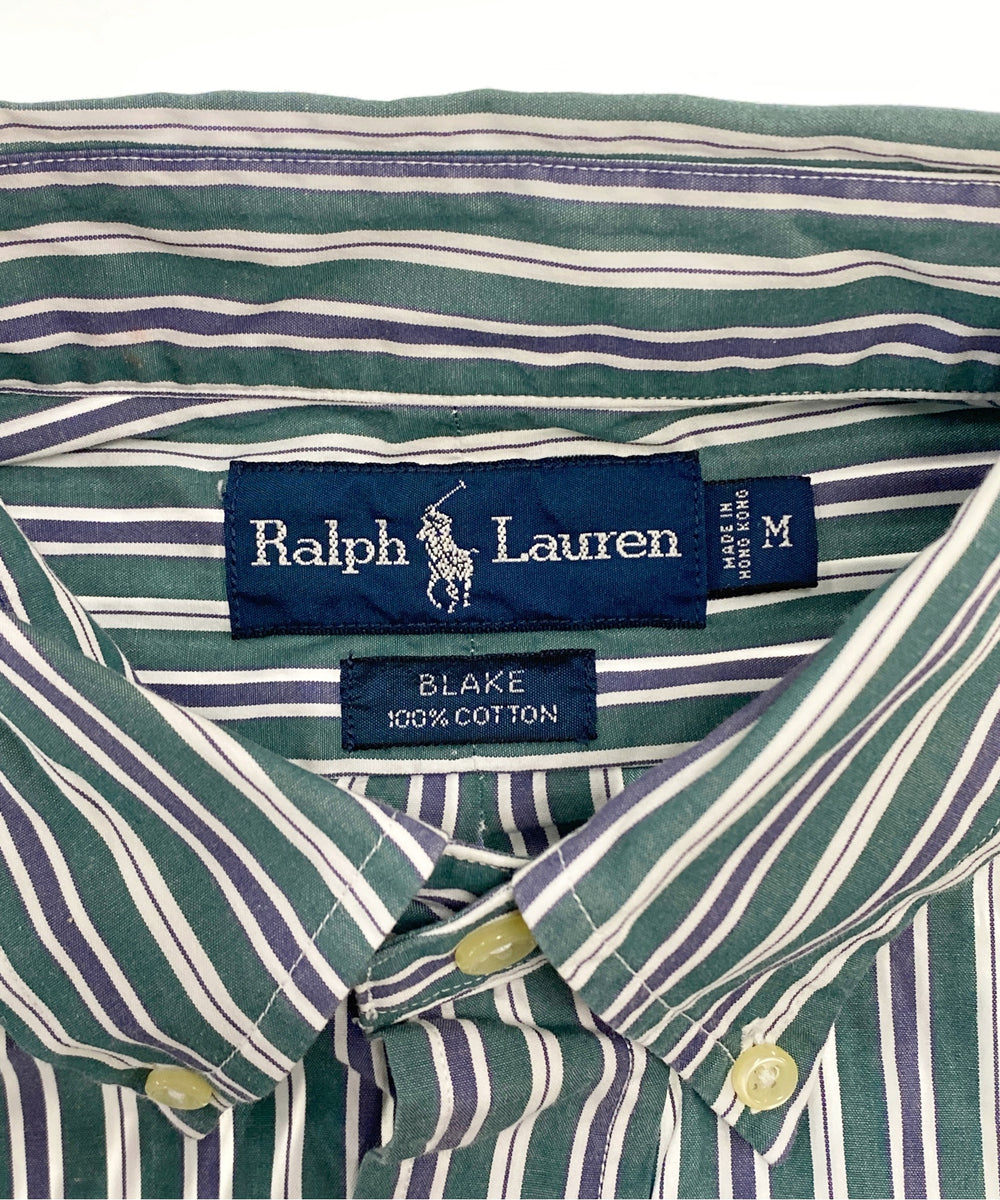 Ralph Lauren
MADE IN
HONG KONG
M
BLAKE
100% COTTON